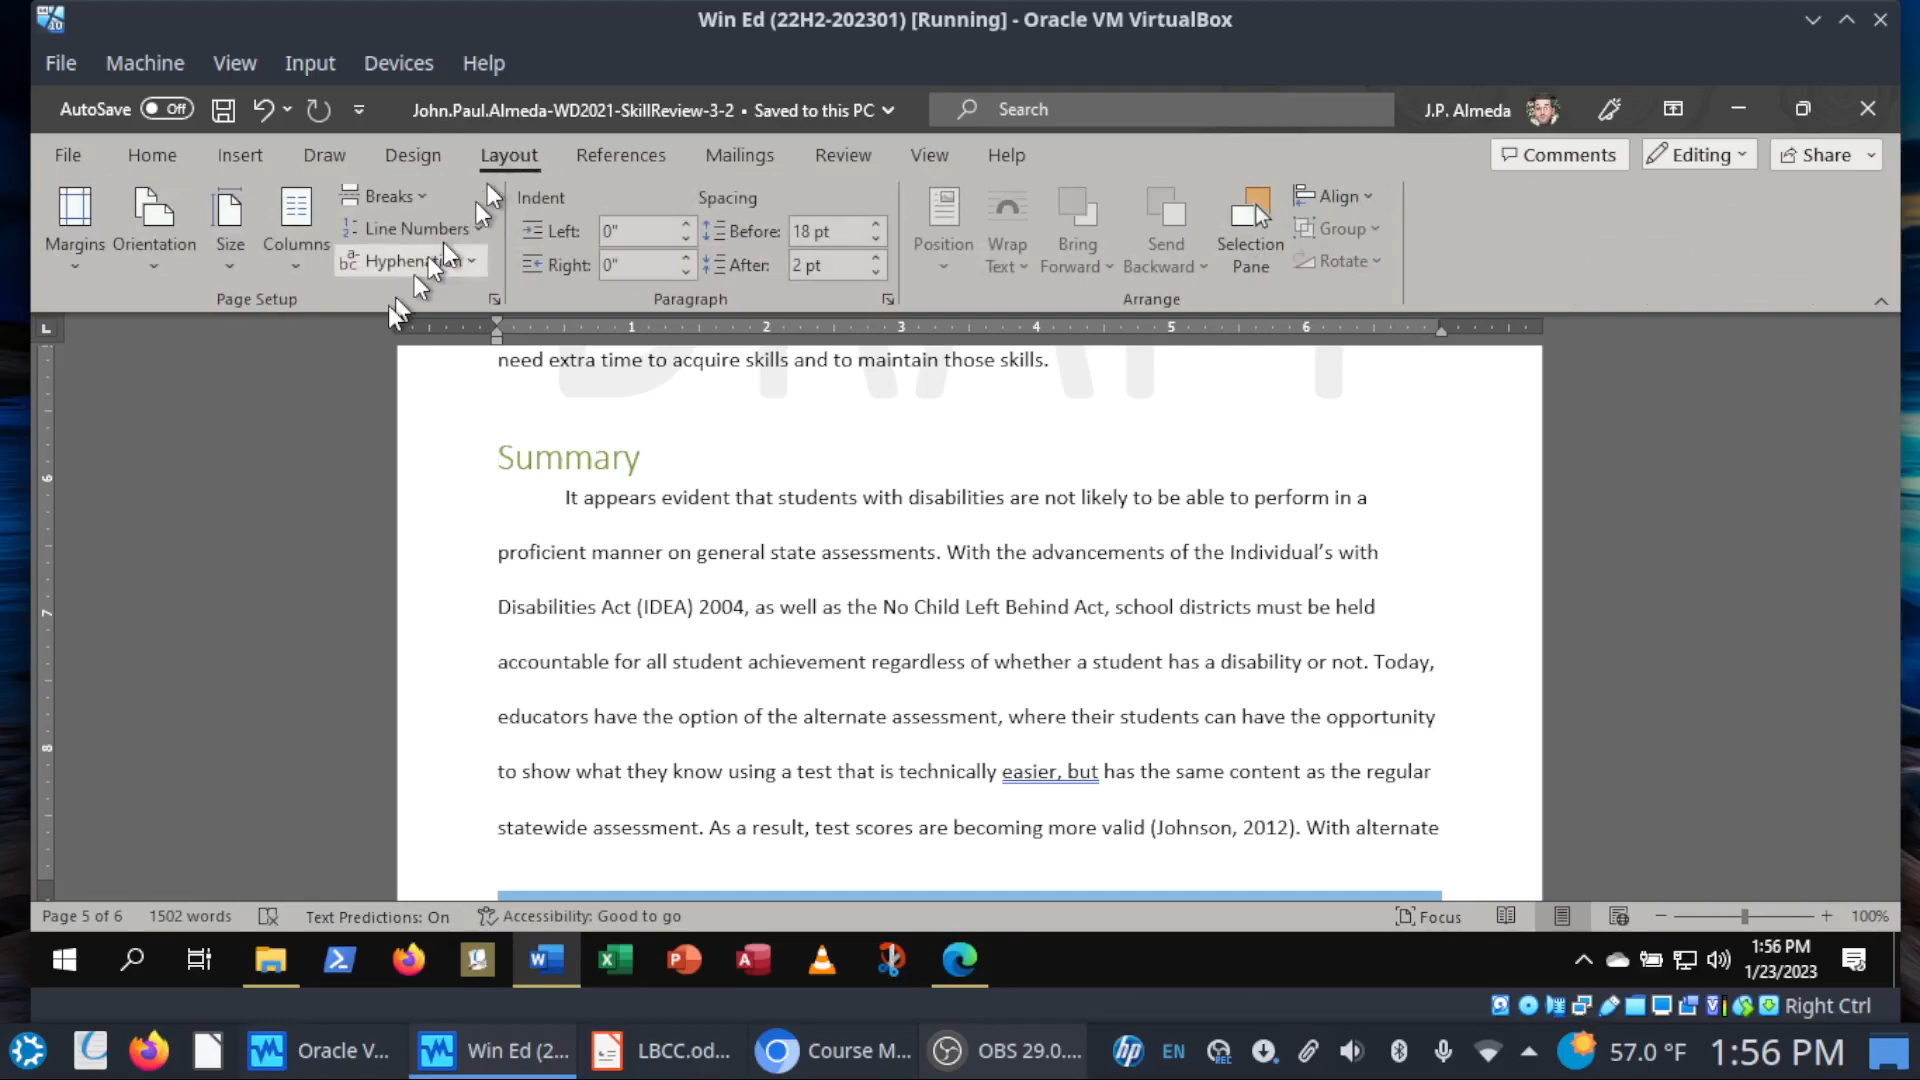 Win Ed (22H2-202301) [Running] - Oracle VM VirtualBox
File Machine View Input Devices Help
AutoSave Off John.Paul.Almeda-WD2021-SkillReview-3-2 • Saved to this PC Search J.P. Almeda
File Home Insert Draw Design Layout References Mailings Review View Help Comments Editing Share
Margins Orientation Size Columns
Breaks
Line Numbers
Page Setup
Indent Spacing
Left: 0" Before: 18 pt
Right: 0" After: 2 pt
Paragraph
Position
Wrap Text
Bring Forward
Send Backward
Selection Pane
Align
Group
Rotate
Arrange
1 2 3 4 5 6
need extra time to acquire skills and to maintain those skills.
Summary
It appears evident that students with disabilities are not likely to be able to perform in a
proficient manner on general state assessments. With the advancements of the Individual’s with
Disabilities Act (IDEA) 2004, as well as the No Child Left Behind Act, school districts must be held
accountable for all student achievement regardless of whether a student has a disability or not. Today,
educators have the option of the alternate assessment, where their students can have the opportunity
to show what they know using a test that is technically easier, but has the same content as the regular
statewide assessment. As a result, test scores are becoming more valid (Johnson, 2012). With alternate
6
7
8
Page 5 of 6 1502 words Text Predictions: On Accessibility: Good to go Focus 100%
1:56 PM
1/23/2023
Right Ctrl
Oracle V... Win Ed (2... LBCC.od... Course M... OBS 29.0.... EN 57.0 °F 1:56 PM